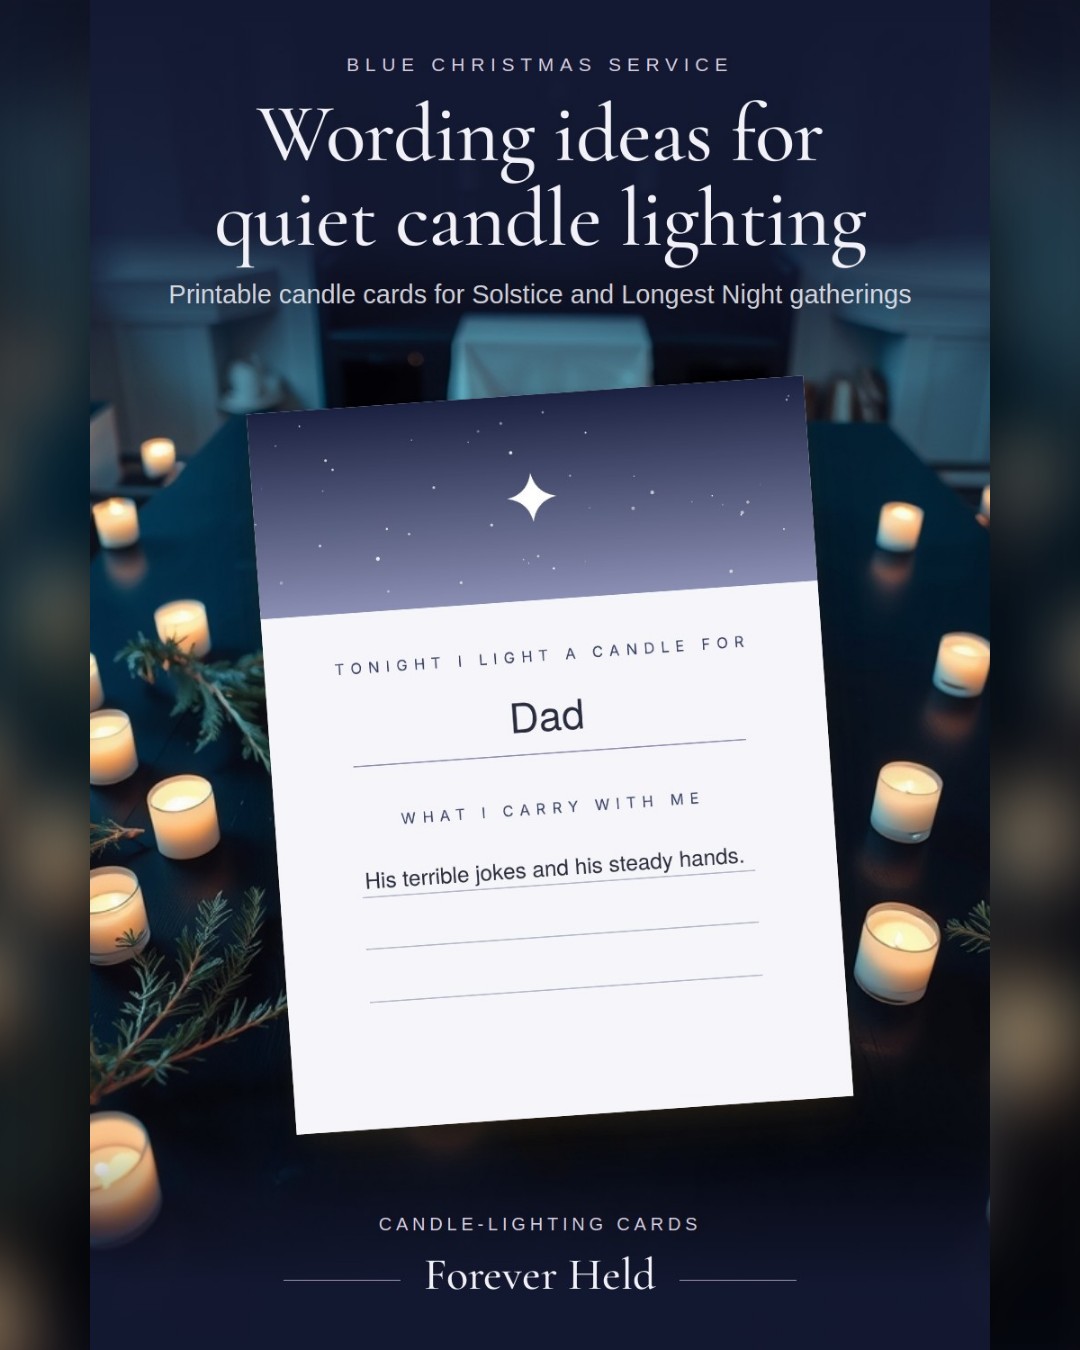 BLUE CHRISTMAS SERVICE
Wording ideas for
quiet candle lighting
Printable candle cards for Solstice and Longest Night gatherings
TONIGHT I LIGHT A CANDLE FOR
Dad
WHAT I CARRY WITH ME
His terrible jokes and his steady hands.
CANDLE-LIGHTING CARDS
Forever Held